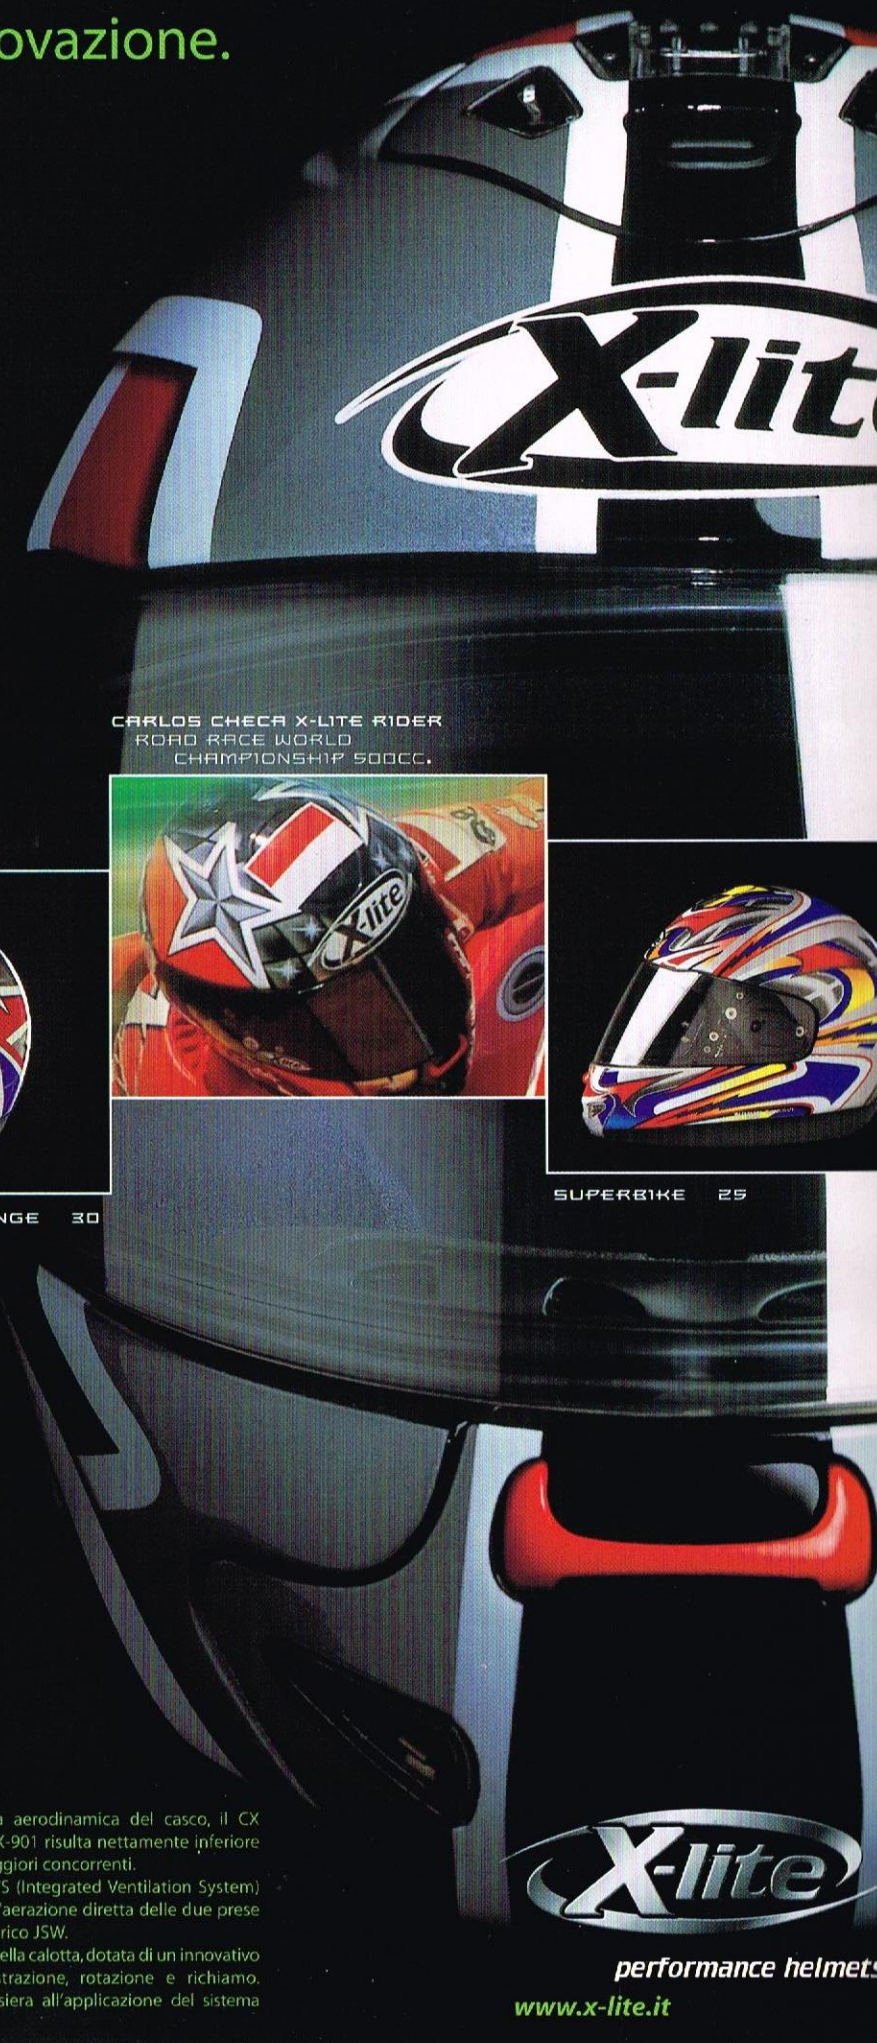 ovazione.
X-lite
CARLOS CHECA X-LITE RIDER
ROAD RACE WORLD
CHAMPIONSHIP 500CC.
X-lite
NGE 30
SUPERBIKE 25
a aerodinamica del casco, il CX
X-901 risulta nettamente inferiore
ggiori concorrenti.
S (Integrated Ventilation System)
'aerazione diretta delle due prese
rico JSW.
ella calotta, dotata di un innovativo
trazione, rotazione e richiamo.
siera all'applicazione del sistema
X-lite
performance helmets
www.x-lite.it